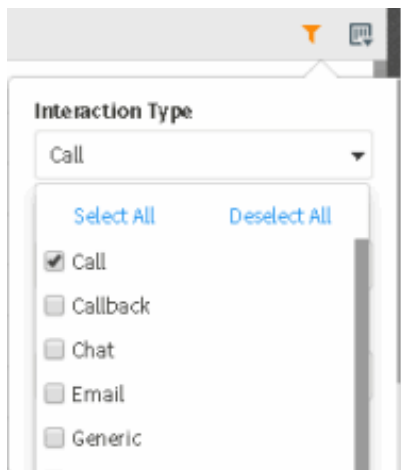 Interaction Type
Call
Select All Deselect All
Call
Callback
Chat
Email
Generic